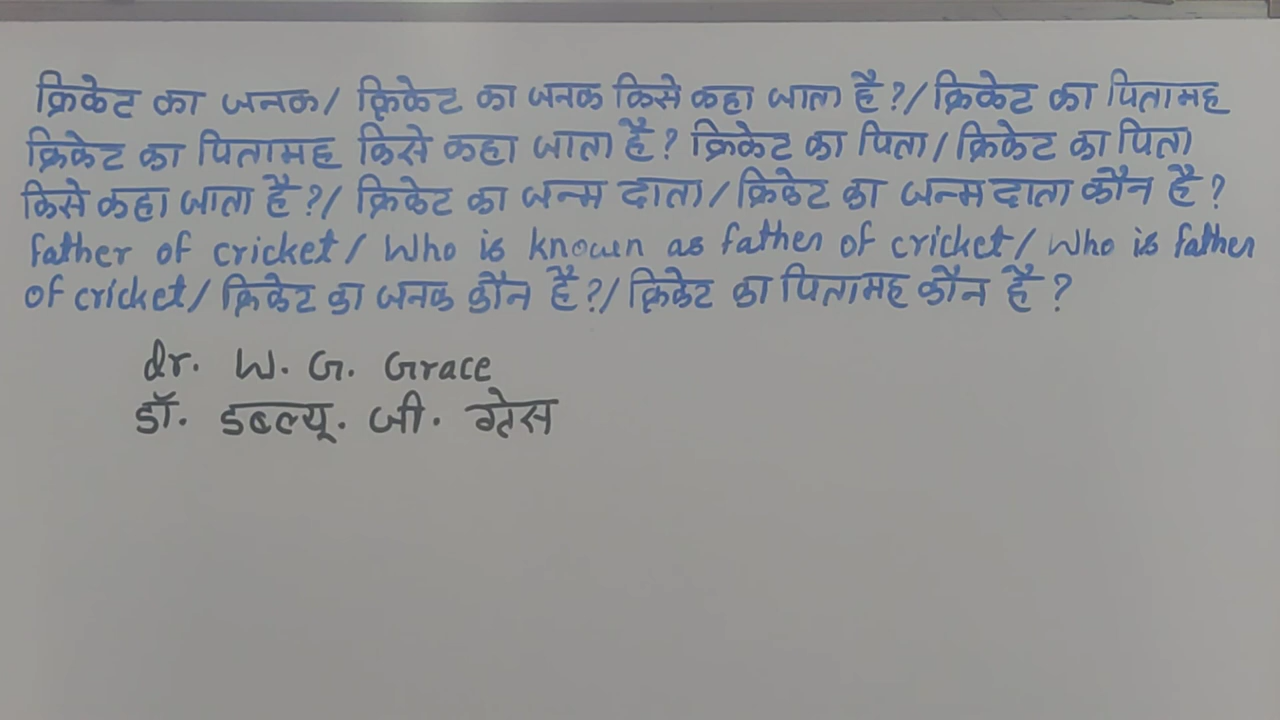 क्रिकेट का जनक/ क्रिकेट का जनक किसे कहा जाता है?/ क्रिकेट का पितामह
क्रिकेट का पितामह किसे कहा जाता है? क्रिकेट का पिता/ क्रिकेट का पिता
किसे कहा जाता है?/ क्रिकेट का जन्म दाता/ क्रिकेट का जन्म दाता कौन है?
father of cricket/ Who is known as father of cricket/ Who is father
of cricket/ क्रिकेट का जनक कौन है?/ क्रिकेट का पितामह कौन है?
dr. W. G. Grace
डॉ. डबल्यू. जी. ग्रेस